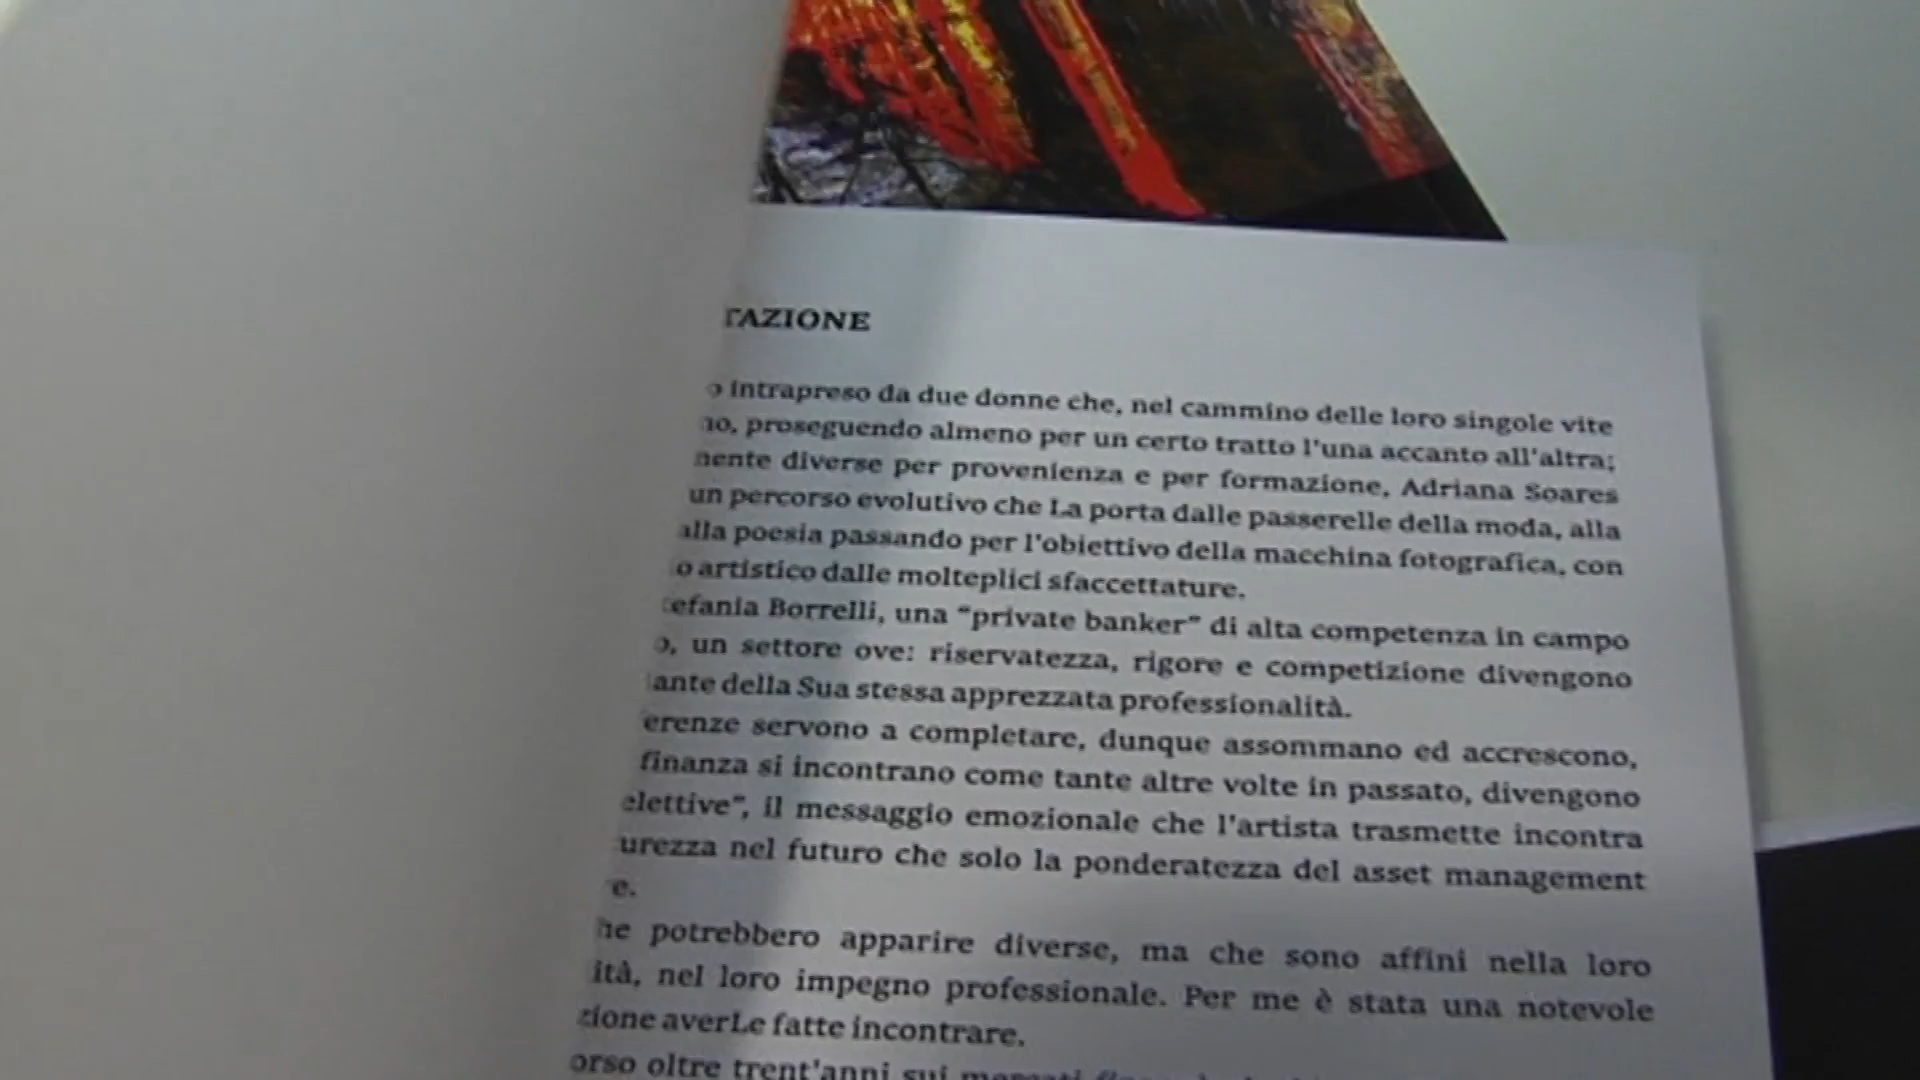 TAZIONE
o intrapreso da due donne che, nel cammino delle loro singole vite
no, proseguendo almeno per un certo tratto l'una accanto all'altra;
nente diverse per provenienza e per formazione, Adriana Soares
un percorso evolutivo che La porta dalle passerelle della moda, alla
alla poesia passando per l'obiettivo della macchina fotografica, con
o artistico dalle molteplici sfaccettature.
efania Borrelli, una “private banker” di alta competenza in campo
o, un settore ove: riservatezza, rigore e competizione divengono
ante della Sua stessa apprezzata professionalità.
erenze servono a completare, dunque assommano ed accrescono,
finanza si incontrano come tante altre volte in passato, divengono
elettive”, il messaggio emozionale che l'artista trasmette incontra
urezza nel futuro che solo la ponderatezza del asset management
e.
he potrebbero apparire diverse, ma che sono affini nella loro
ità, nel loro impegno professionale. Per me è stata una notevole
zione averLe fatte incontrare.
orso oltre trent'anni sui mercati